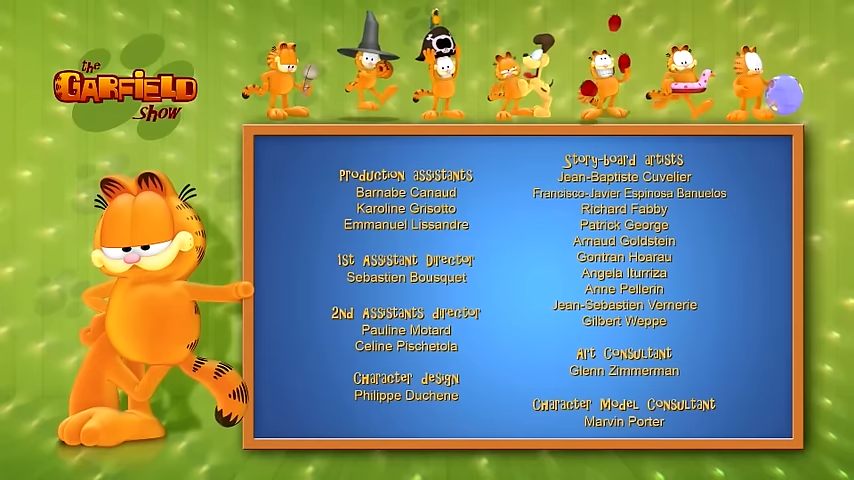 the
GARFIELD
show
Production assistants
Barnabe Canaud
Karoline Grisotto
Emmanuel Lissandre
1st Assistant Director
Sebastien Bousquet
2nd Assistants director
Pauline Motard
Celine Pischetola
Character design
Philippe Duchene
Story-board artists
Jean-Baptiste Cuvelier
Francisco-Javier Espinosa Banuelos
Richard Fabby
Patrick George
Arnaud Goldstein
Gontran Hoarau
Angela Iturriza
Anne Pellerin
Jean-Sebastien Vernerie
Gilbert Weppe
Art Consultant
Glenn Zimmerman
Character Model Consultant
Marvin Porter